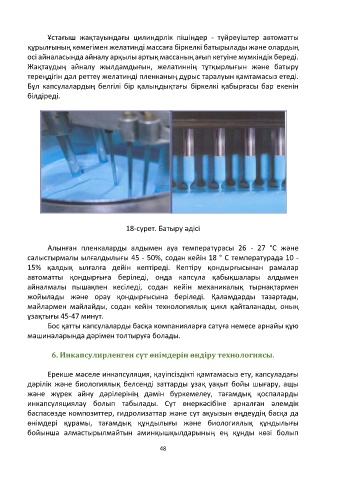 Ұстағыш жақтауындағы цилиндрлік пішіндер - түйреуіштер автоматты
құрылғының көмегімен желатинді массаға біркелкі батырылады және олардың
осі айналасында айналу арқылы артық массаның ағып кетуіне мүмкіндік береді.
Жақтаудың айналу жылдамдығын, желатиннің тұтқырлығын және батыру
тереңдігін дәл реттеу желатинді пленканың дұрыс таралуын қамтамасыз етеді.
Бұл капсулалардың белгілі бір қалыңдықтағы біркелкі қабырғасы бар екенін
білдіреді.
18-сурет. Батыру әдісі
Алынған пленкаларды алдымен ауа температурасы 26 - 27 °C және
салыстырмалы ылғалдылығы 45 - 50%, содан кейін 18 ° C температурада 10 -
15% қалдық ылғалға дейін кептіреді. Кептіру қондырғысынан рамалар
автоматты қондырғыға беріледі, онда капсула қабықшалары алдымен
айналмалы пышақпен кесіледі, содан кейін механикалық тырнақтармен
жойылады және орау қондырғысына беріледі. Қаламдарды тазартады,
майлармен майлайды, содан кейін технологиялық цикл қайталанады, оның
ұзақтығы 45-47 минут.
Бос қатты капсулаларды басқа компанияларға сатуға немесе арнайы құю
машиналарында дәрімен толтыруға болады.
6. Инкапсулирленген сүт өнімдерін өндіру технологиясы.
Ерекше маселе инкапсуляция, қауіпсіздікті қамтамасыз ету, капсуладағы
дәрілік және биологиялық белсенді заттарды ұзақ уақыт бойы шығару, ащы
және жүрек айну дәрілерінің дәмін бүркемелеу, тағамдық қоспаларды
инкапсуляциялау болып табылады. Сүт өнеркәсібіне арналған әлемдік
баспасөзде композиттер, гидролизаттар және сүт ақуызын өңдеудің басқа да
өнімдері құрамы, тағамдық құндылығы және биологиялық құндылығы
бойынша алмастырылмайтын аминқышқылдарының ең құнды көзі болып
48